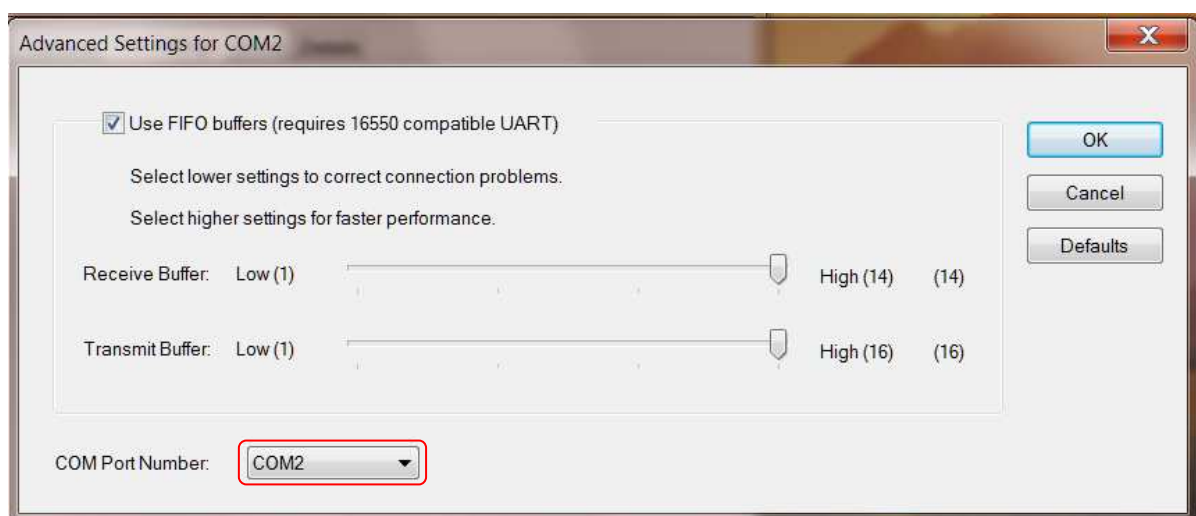 Advanced Settings for COM2
Use FIFO buffers (requires 16550 compatible UART)
OK
Select lower settings to correct connection problems.
Cancel
Select higher settings for faster performance.
Defaults
Receive Buffer: Low (1) High (14) (14)
Transmit Buffer: Low (1) High (16) (16)
COM Port Number: COM2